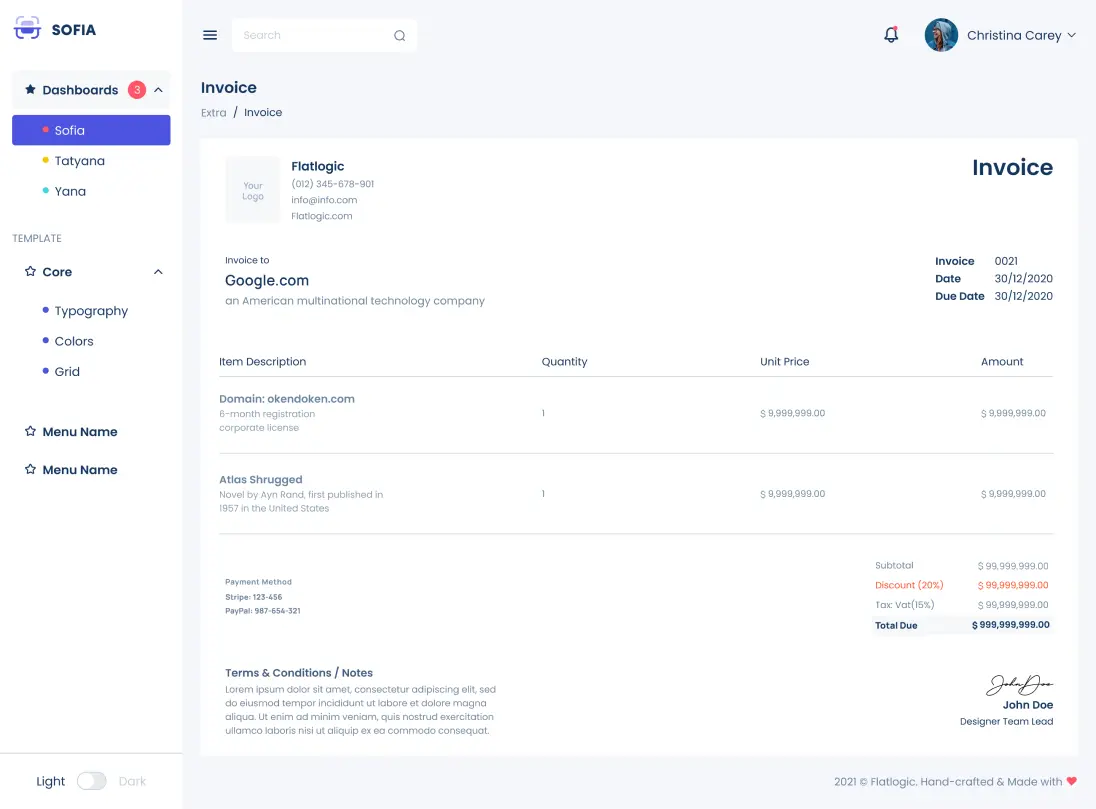 SOFIA
Search
Christina Carey
Dashboards 3
Sofia
Tatyana
Yana
TEMPLATE
Core
Typography
Colors
Grid
Menu Name
Menu Name
Light Dark
Invoice
Extra / Invoice
Your
Logo
Flatlogic
(012) 345-678-901
info@info.com
Flatlogic.com
Invoice
Invoice to
Google.com
an American multinational technology company
Invoice 0021
Date 30/12/2020
Due Date 30/12/2020
Item Description Quantity Unit Price Amount
Domain: okendoken.com
6-month registration
corporate license
1 $ 9,999,999.00 $ 9,999,999.00
Atlas Shrugged
Novel by Ayn Rand, first published in
1957 in the United States
1 $ 9,999,999.00 $ 9,999,999.00
Payment Method
Stripe: 123-456
PayPal: 987-654-321
Subtotal $ 99,999,999.00
Discount (20%) $ 99,999,999.00
Tax: Vat(15%) $ 99,999,999.00
Total Due $ 999,999,999.00
Terms & Conditions / Notes
Lorem ipsum dolor sit amet, consectetur adipiscing elit, sed
do eiusmod tempor incididunt ut labore et dolore magna
aliqua. Ut enim ad minim veniam, quis nostrud exercitation
ullamco laboris nisi ut aliquip ex ea commodo consequat.
JohnDoe
John Doe
Designer Team Lead
2021 © Flatlogic. Hand-crafted & Made with ❤